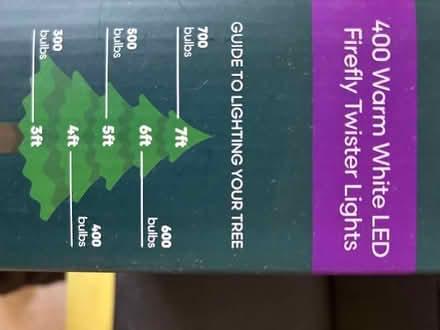 400 Warm White LED
Firefly Twister Lights
GUIDE TO LIGHTING YOUR TREE
700
bulbs
7ft
6ft
600
bulbs
500
bulbs
5ft
4ft
400
bulbs
300
bulbs
3ft